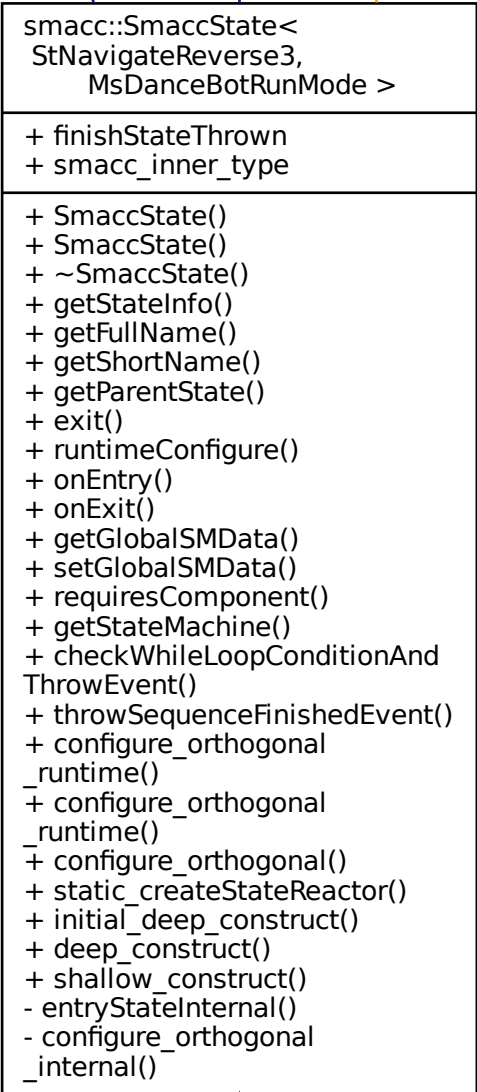 smacc::SmaccState<
StNavigateReverse3,
MsDanceBotRunMode >
+ finishStateThrown
+ smacc_inner_type
+ SmaccState()
+ SmaccState()
+ ~SmaccState()
+ getStateInfo()
+ getFullName()
+ getShortName()
+ getParentState()
+ exit()
+ runtimeConfigure()
+ onEntry()
+ onExit()
+ getGlobalSMData()
+ setGlobalSMData()
+ requiresComponent()
+ getStateMachine()
+ checkWhileLoopConditionAnd
ThrowEvent()
+ throwSequenceFinishedEvent()
+ configure_orthogonal
_runtime()
+ configure_orthogonal
_runtime()
+ configure_orthogonal()
+ static_createStateReactor()
+ initial_deep_construct()
+ deep_construct()
+ shallow_construct()
- entryStateInternal()
- configure_orthogonal
_internal()